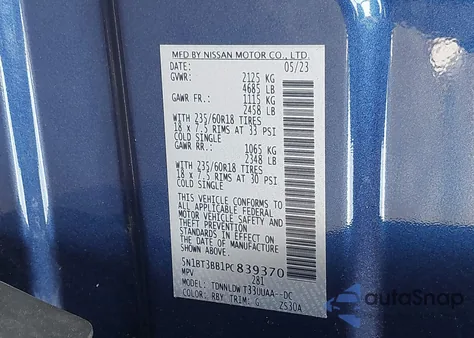 MFD BY NISSAN MOTOR CO., LTD.
DATE: 05/23
GVWR: 2125 KG
4685 LB
GAWR FR.: 1115 KG
2458 LB
WITH 235/60R18 TIRES
18 x 7.5 RIMS AT 33 PSI
COLD SINGLE
GAWR RR.: 1065 KG
2348 LB
WITH 235/60R18 TIRES
18 x 7.5 RIMS AT 30 PSI
COLD SINGLE
THIS VEHICLE CONFORMS TO
ALL APPLICABLE FEDERAL
MOTOR VEHICLE SAFETY AND
THEFT PREVENTION
STANDARDS IN EFFECT ON
THE DATE OF MFR SHOWN
ABOVE
5N1BT3BB1PC839370
MPV 281
MODEL: TDNNLDW T33UUAA--DC
COLOR: RBY TRIM: G ZS30A
autoSnap